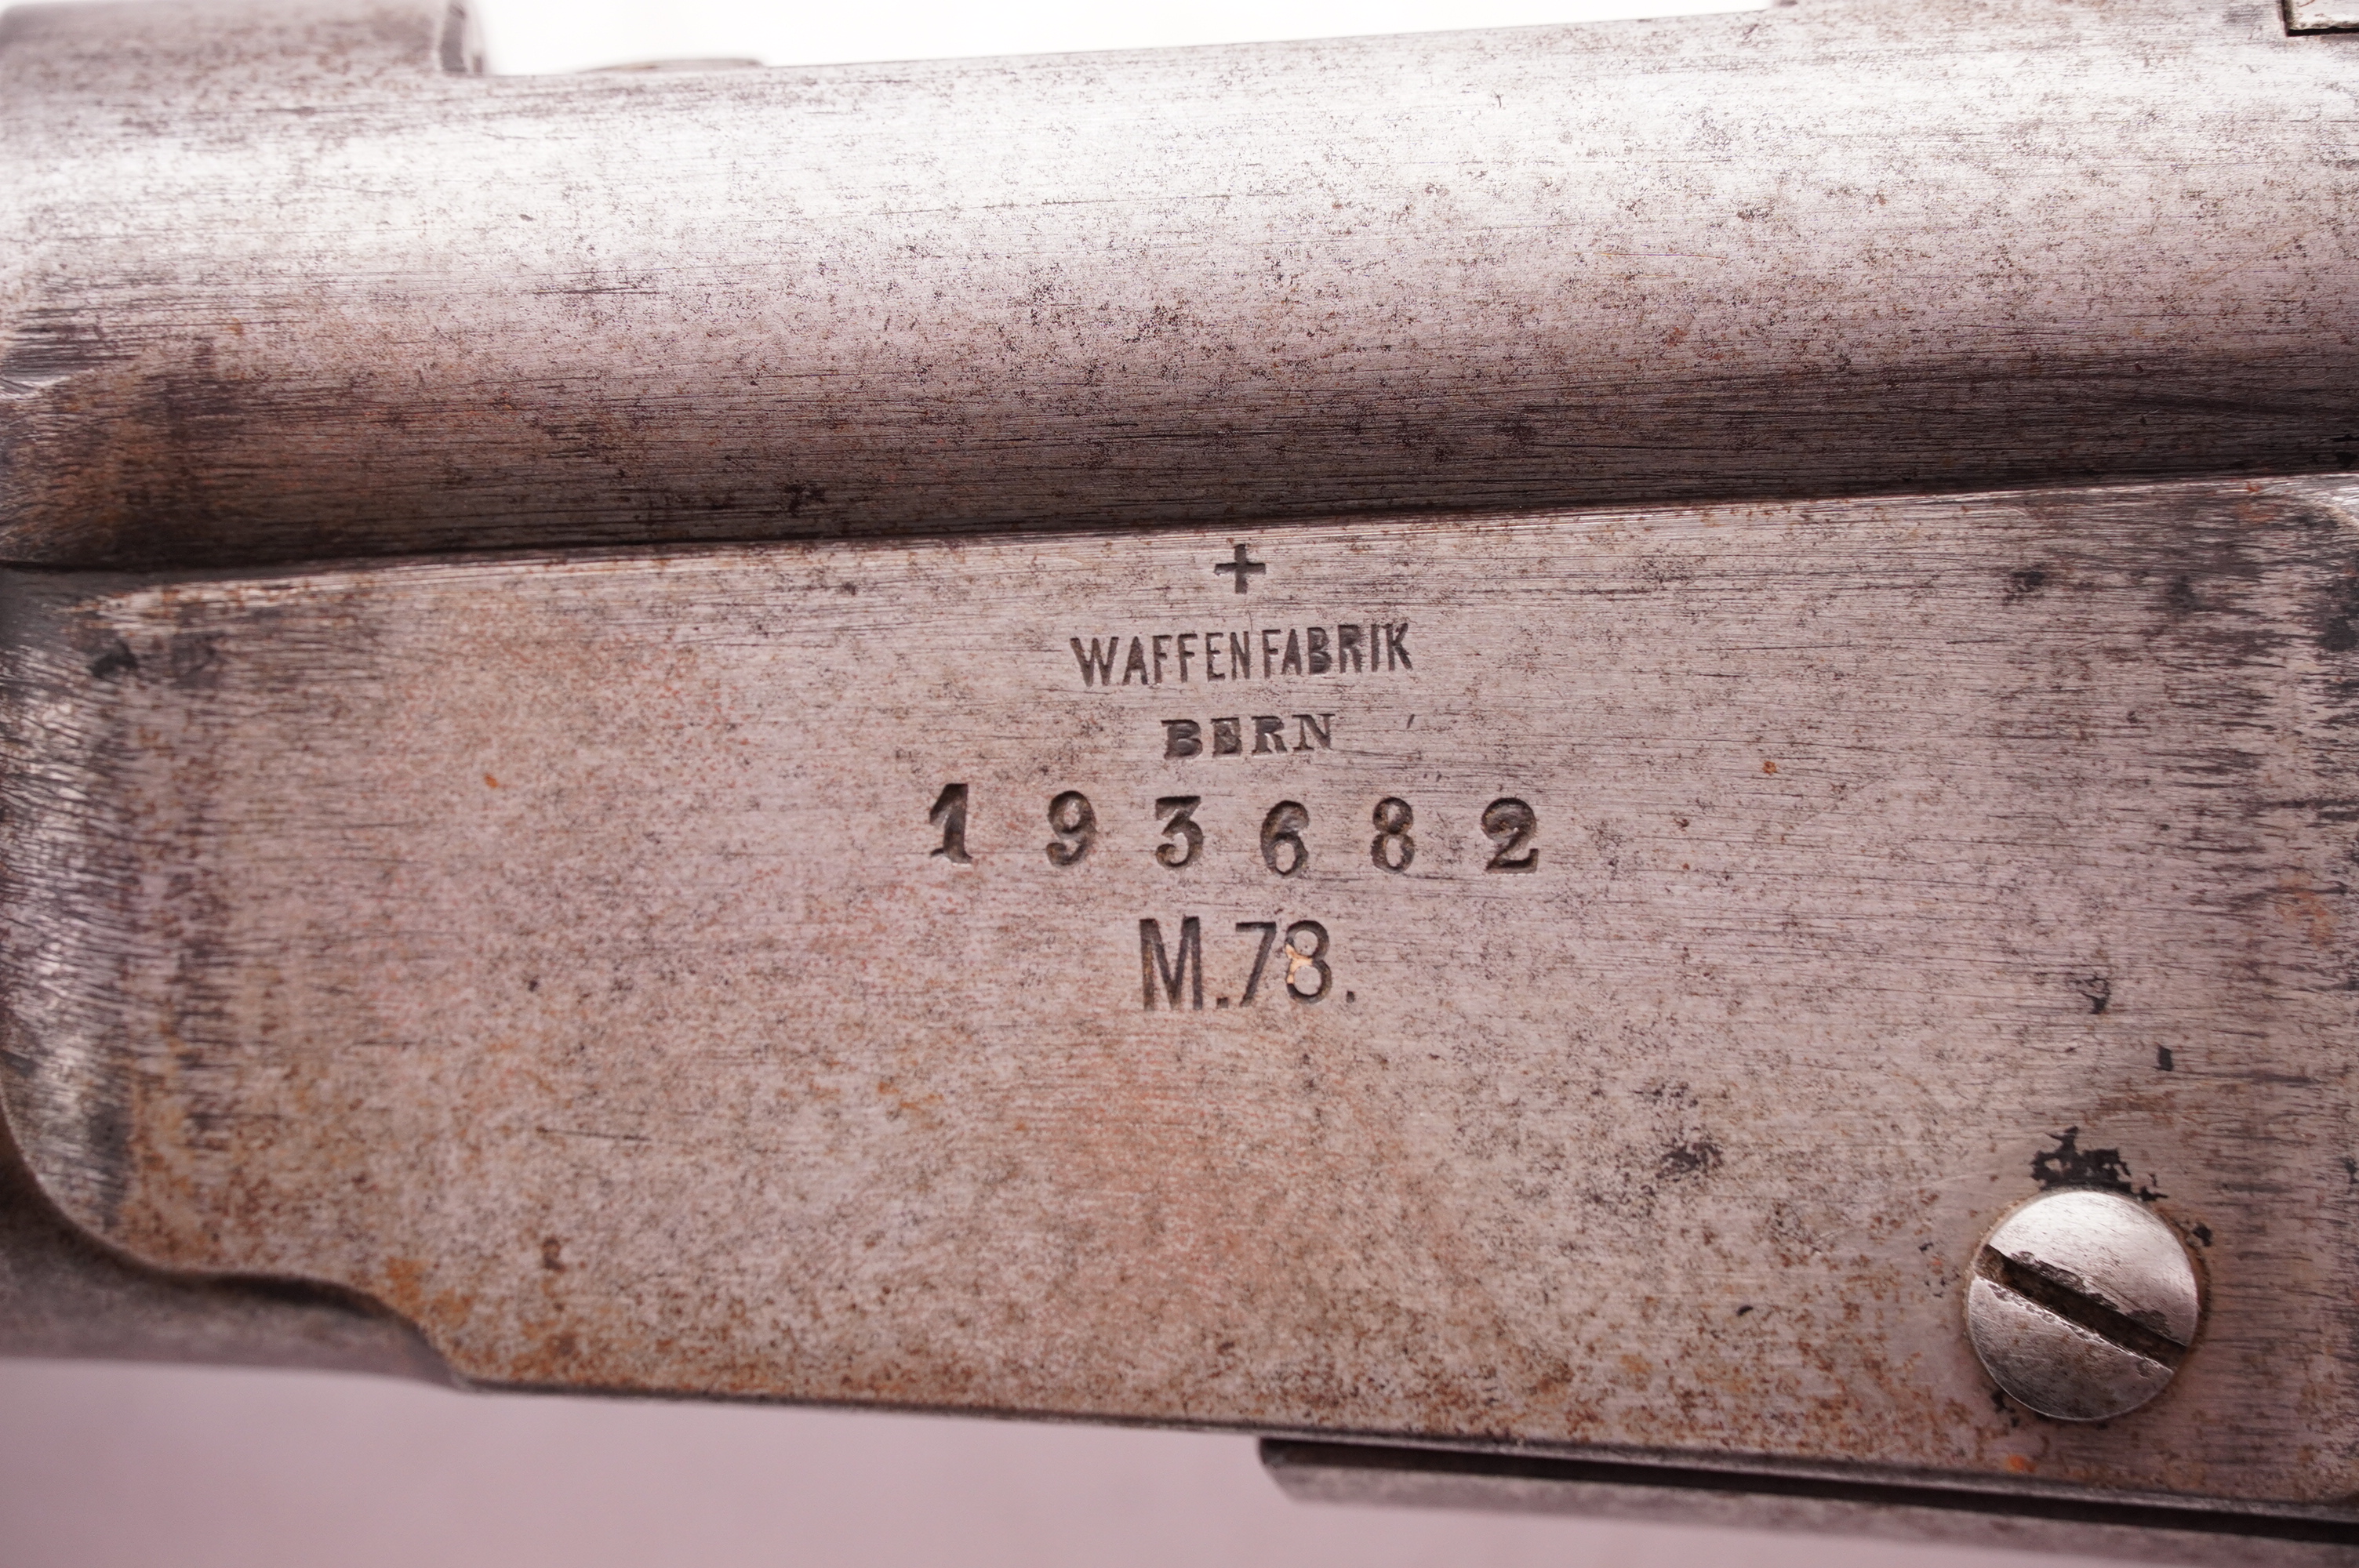 +
WAFFENFABRIK
BERN
193682
M.78.